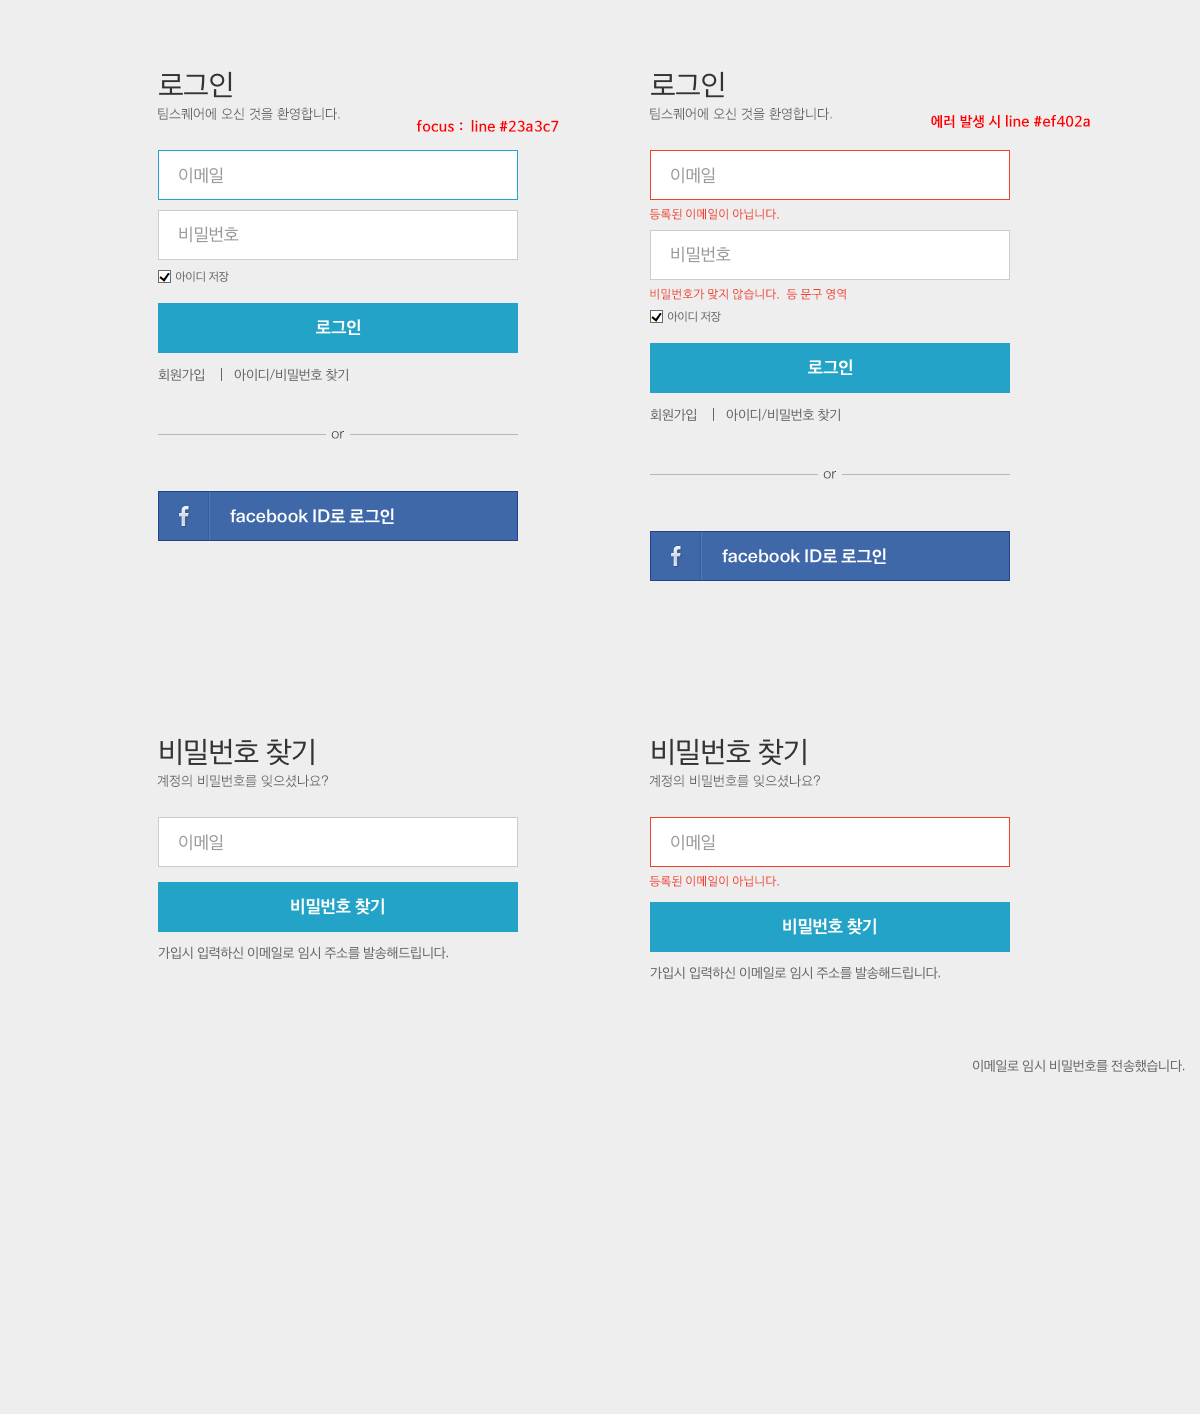 로그인
팀스퀘어에 오신 것을 환영합니다.
focus : line #23a3c7
이메일
비밀번호
아이디 저장
로그인
회원가입 | 아이디/비밀번호 찾기
or
facebook ID로 로그인
로그인
팀스퀘어에 오신 것을 환영합니다.
에러 발생 시 line #ef402a
이메일
등록된 이메일이 아닙니다.
비밀번호
비밀번호가 맞지 않습니다. 등 문구 영역
아이디 저장
로그인
회원가입 | 아이디/비밀번호 찾기
or
facebook ID로 로그인
비밀번호 찾기
계정의 비밀번호를 잊으셨나요?
이메일
비밀번호 찾기
가입시 입력하신 이메일로 임시 주소를 발송해드립니다.
비밀번호 찾기
계정의 비밀번호를 잊으셨나요?
이메일
등록된 이메일이 아닙니다.
비밀번호 찾기
가입시 입력하신 이메일로 임시 주소를 발송해드립니다.
이메일로 임시 비밀번호를 전송했습니다.